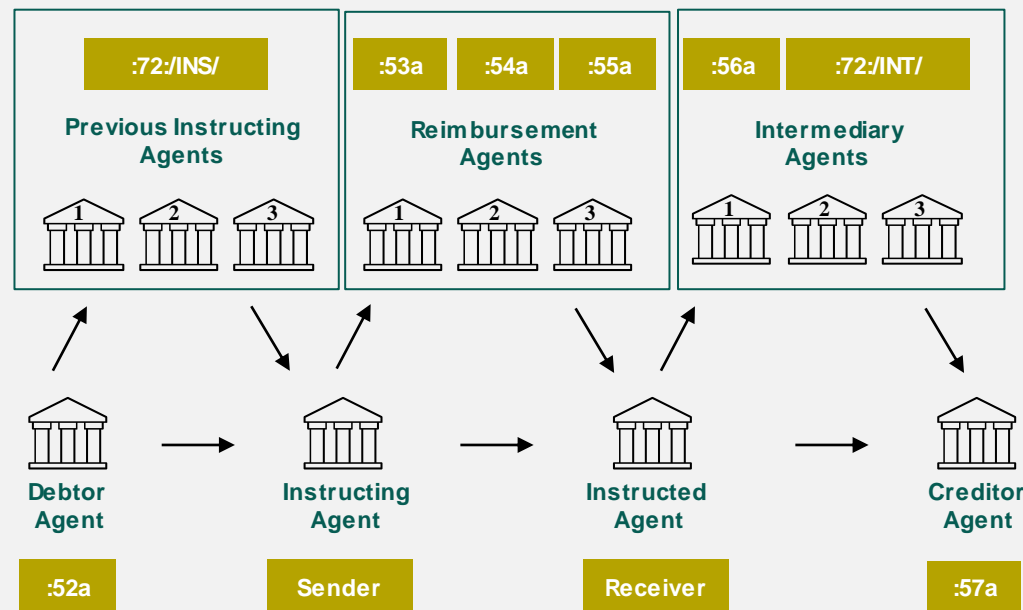 :72:/INS/
:53a
:54a
:55a
:56a
:72:/INT/
Previous Instructing
Agents
Reimbursement
Agents
Intermediary
Agents
1
2
3
1
2
3
1
2
3
Debtor
Agent
Instructing
Agent
Instructed
Agent
Creditor
Agent
:52a
Sender
Receiver
:57a